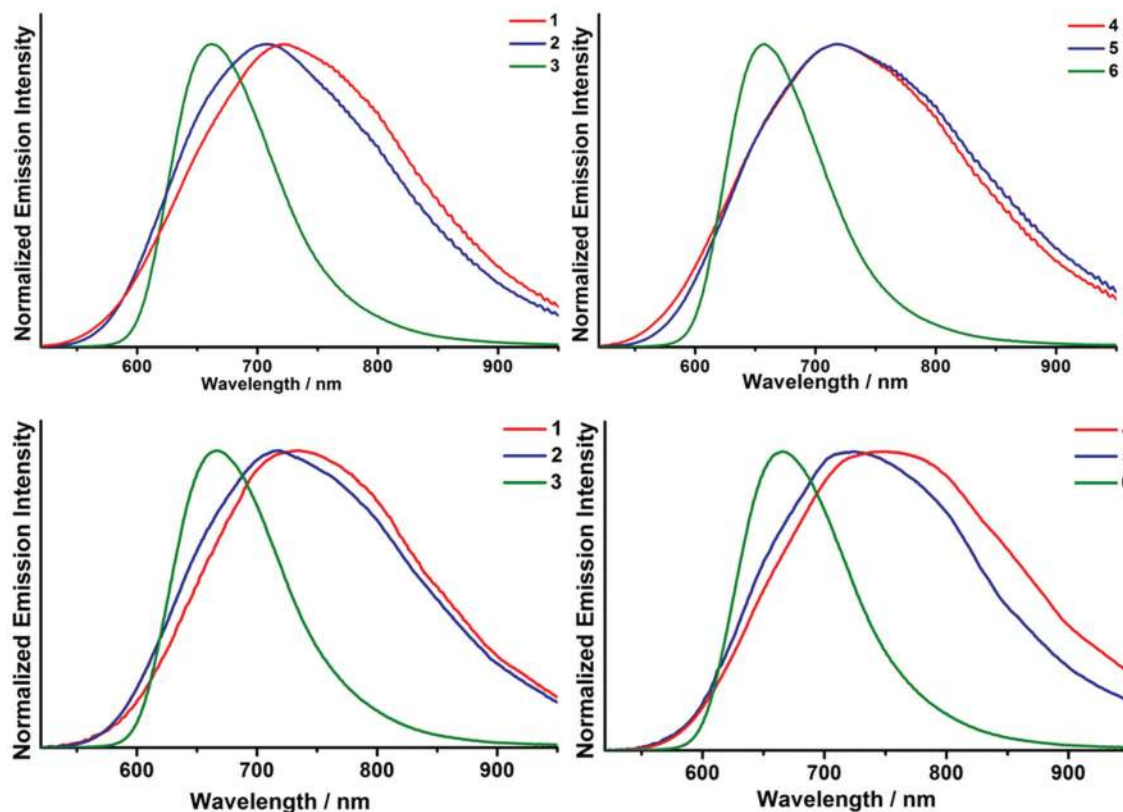 Normalized Emission Intensity
1
2
3
600 700 800 900
Wavelength / nm
Normalized Emission Intensity
4
5
6
600 700 800 900
Wavelength / nm
Normalized Emission Intensity
1
2
3
600 700 800 900
Wavelength / nm
Normalized Emission Intensity
600 700 800 900
Wavelength / nm